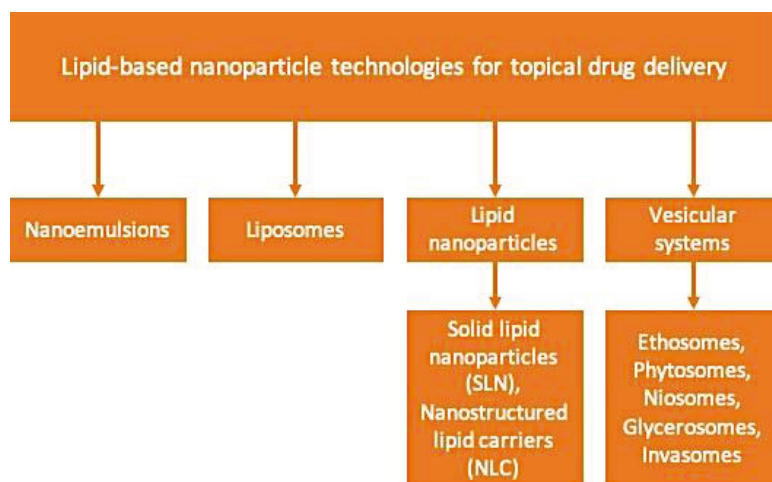 Lipid-based nanoparticle technologies for topical drug delivery
Nanoemulsions
Liposomes
Lipid
nanoparticles
Vesicular
systems
Solid lipid
nanoparticles
(SLN),
Nanostructured
lipid carriers
(NLC)
Ethosomes,
Phytosomes,
Niosomes,
Glycerosomes,
Invasomes